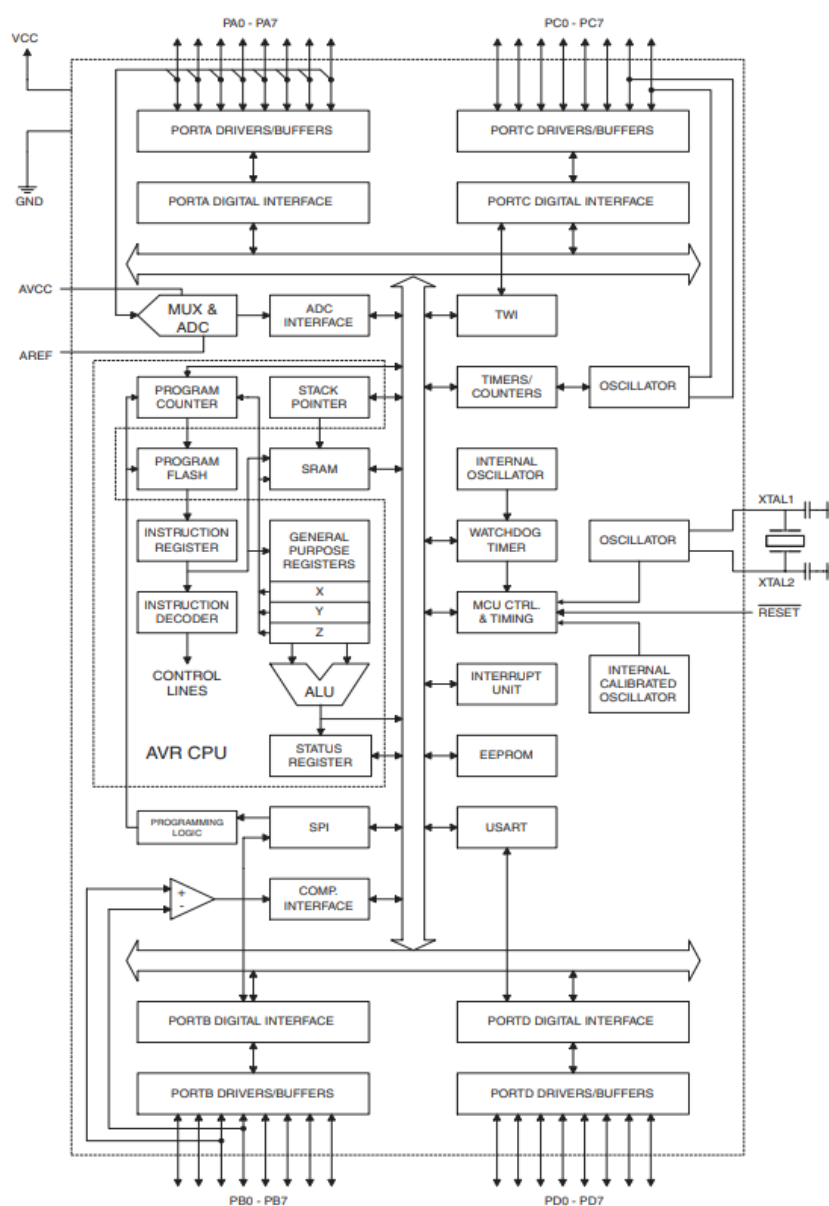 PA0 - PA7
PC0 - PC7
VCC
PORTA DRIVERS/BUFFERS
PORTC DRIVERS/BUFFERS
GND
PORTA DIGITAL INTERFACE
PORTC DIGITAL INTERFACE
AVCC
MUX &
ADC
ADC
INTERFACE
TWI
AREF
PROGRAM
COUNTER
STACK
POINTER
TIMERS/
COUNTERS
OSCILLATOR
PROGRAM
FLASH
SRAM
INTERNAL
OSCILLATOR
XTAL1
INSTRUCTION
REGISTER
GENERAL
PURPOSE
REGISTERS
WATCHDOG
TIMER
OSCILLATOR
XTAL2
X
Y
Z
INSTRUCTION
DECODER
MCU CTRL.
& TIMING
RESET
CONTROL
LINES
ALU
INTERRUPT
UNIT
INTERNAL
CALIBRATED
OSCILLATOR
AVR CPU
STATUS
REGISTER
EEPROM
PROGRAMMING
LOGIC
SPI
USART
+
-
COMP.
INTERFACE
PORTB DIGITAL INTERFACE
PORTD DIGITAL INTERFACE
PORTB DRIVERS/BUFFERS
PORTD DRIVERS/BUFFERS
PB0 - PB7
PD0 - PD7